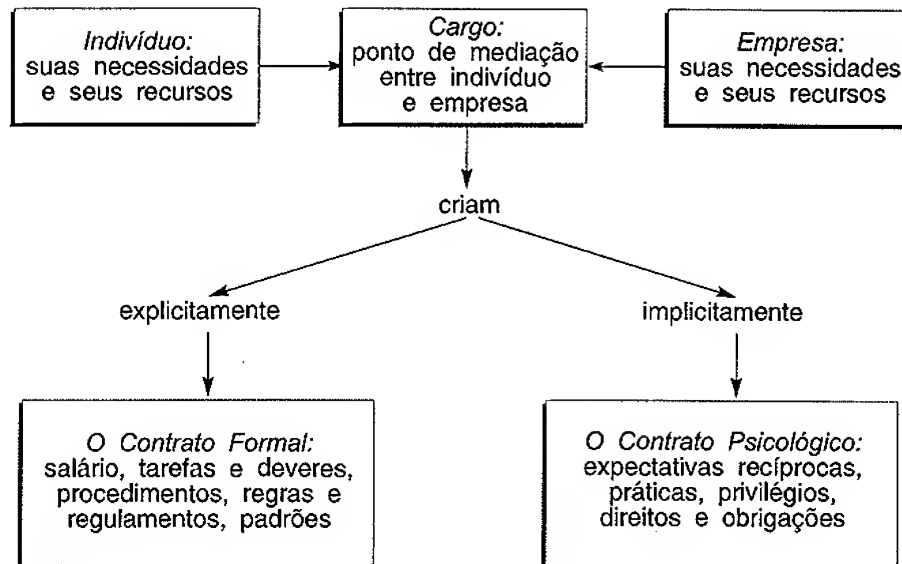 Indivíduo:
suas necessidades
e seus recursos
Cargo:
ponto de mediação
entre indivíduo
e empresa
Empresa:
suas necessidades
e seus recursos
criam
explicitamente
implicitamente
O Contrato Formal:
salário, tarefas e deveres,
procedimentos, regras e
regulamentos, padrões
O Contrato Psicológico:
expectativas recíprocas,
práticas, privilégios,
direitos e obrigações